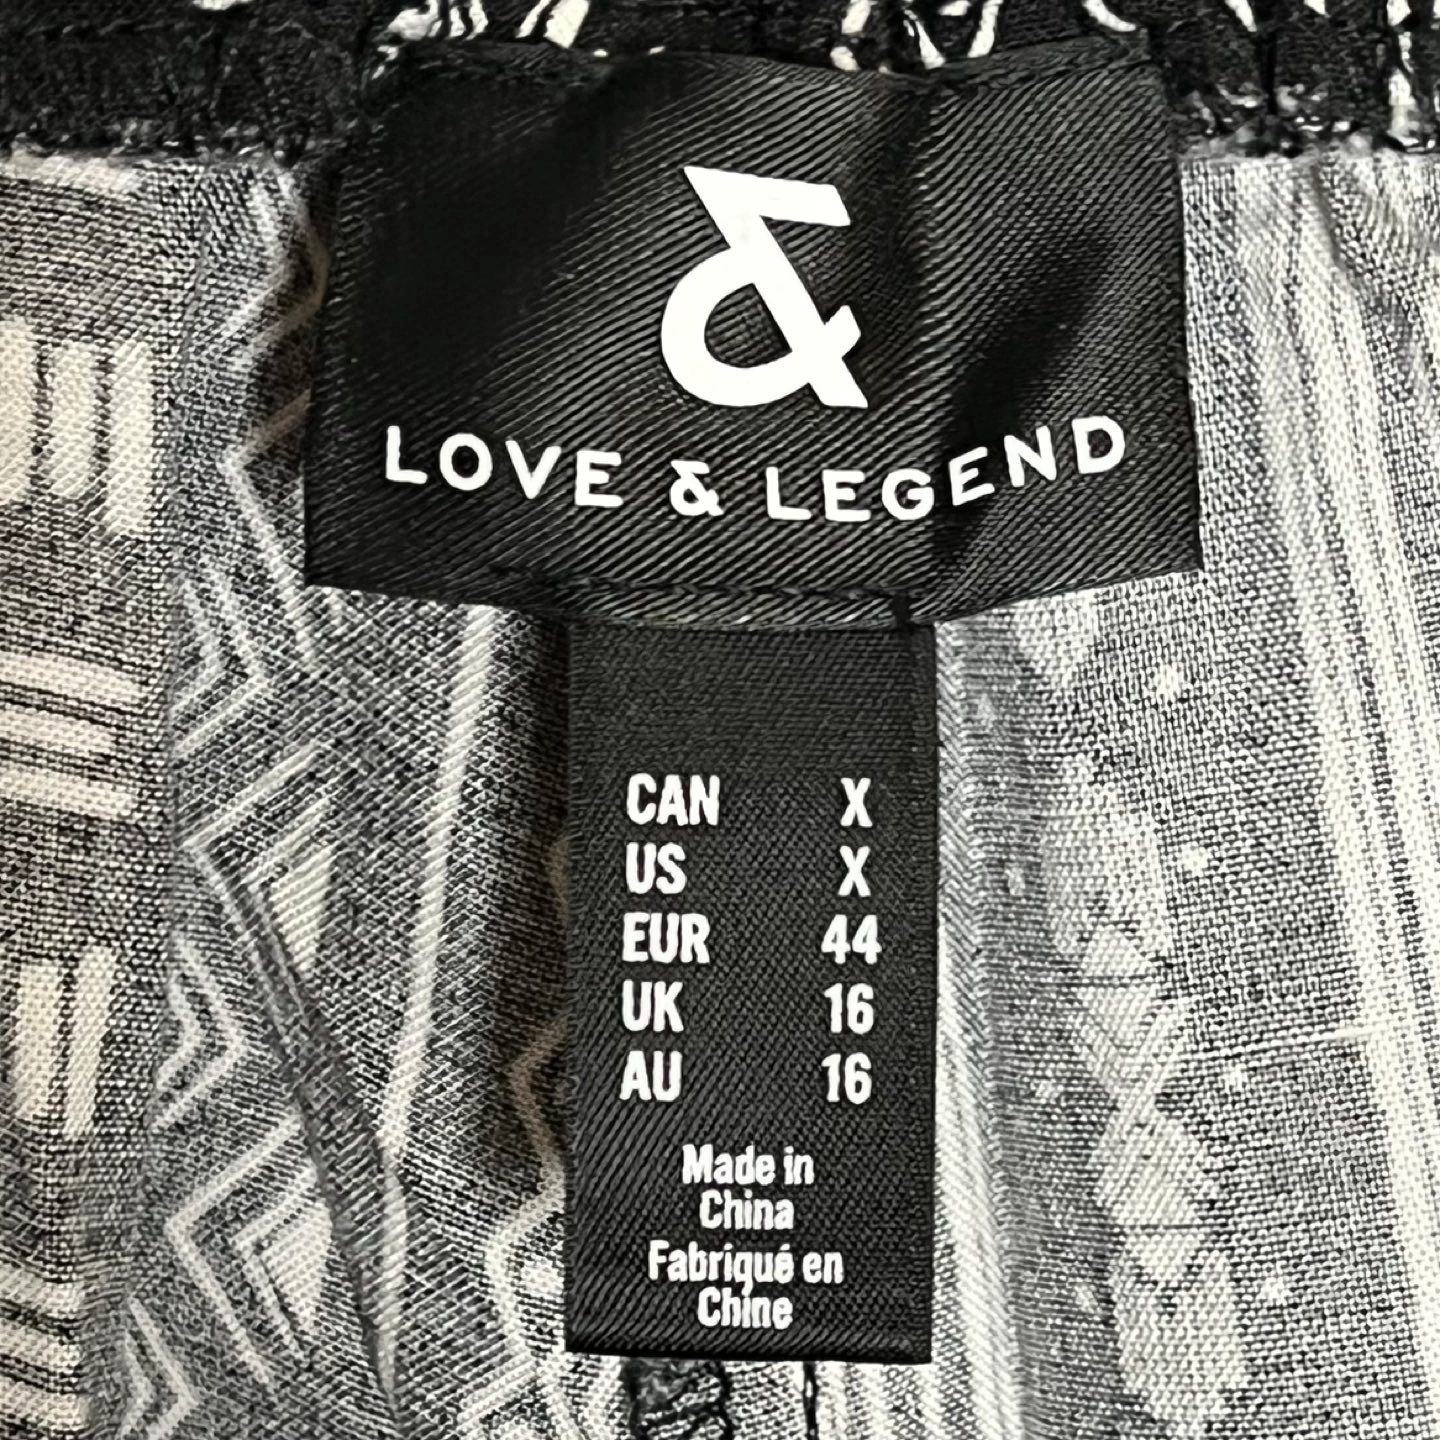 &
LOVE & LEGEND
CAN X
US X
EUR 44
UK 16
AU 16
Made in
China
Fabriqué en
Chine